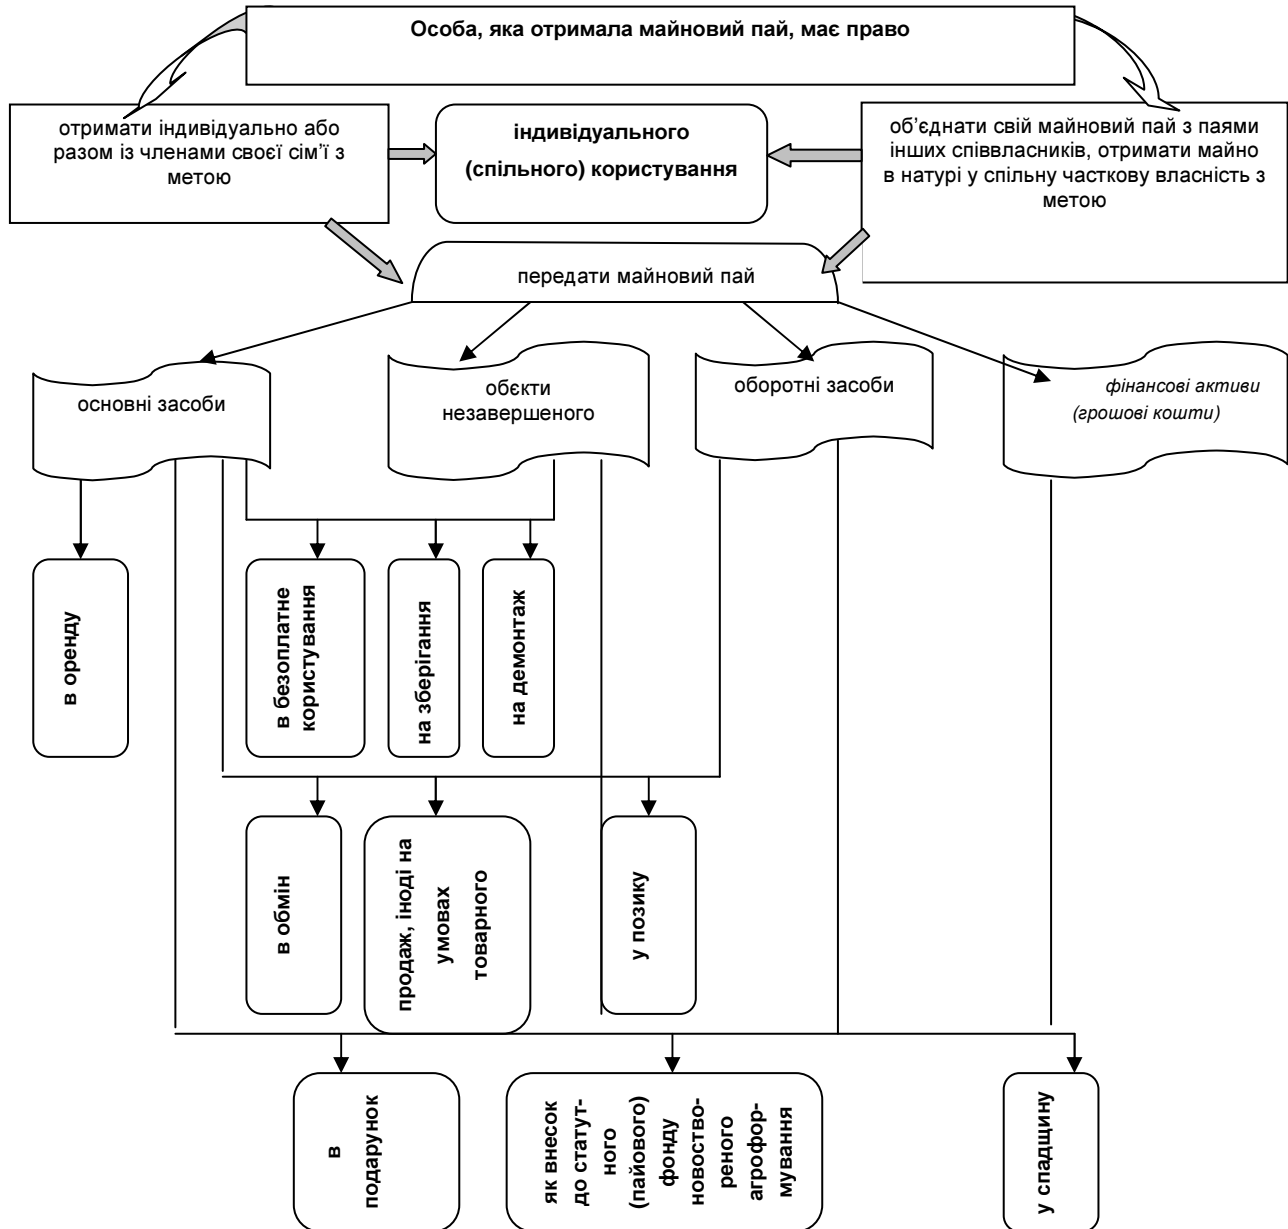 Особа, яка отримала майновий пай, має право
отримати індивідуально або
разом із членами своєї сім’ї з
метою
індивідуального
(спільного) користування
об’єднати свій майновий пай з паями
інших співвласників, отримати майно
в натурі у спільну часткову власність з
метою
передати майновий пай
основні засоби
обєкти
незавершеного
оборотні засоби
фінансові активи
(грошові кошти)
в оренду
в безоплатне
користування
на зберігання
на демонтаж
в обмін
продаж, іноді на
умовах
товарного
у позику
в
подарунок
як внесок
до статут-
ного
(пайового)
фонду
новоство-
реного
агрофор-
мування
у спадщину